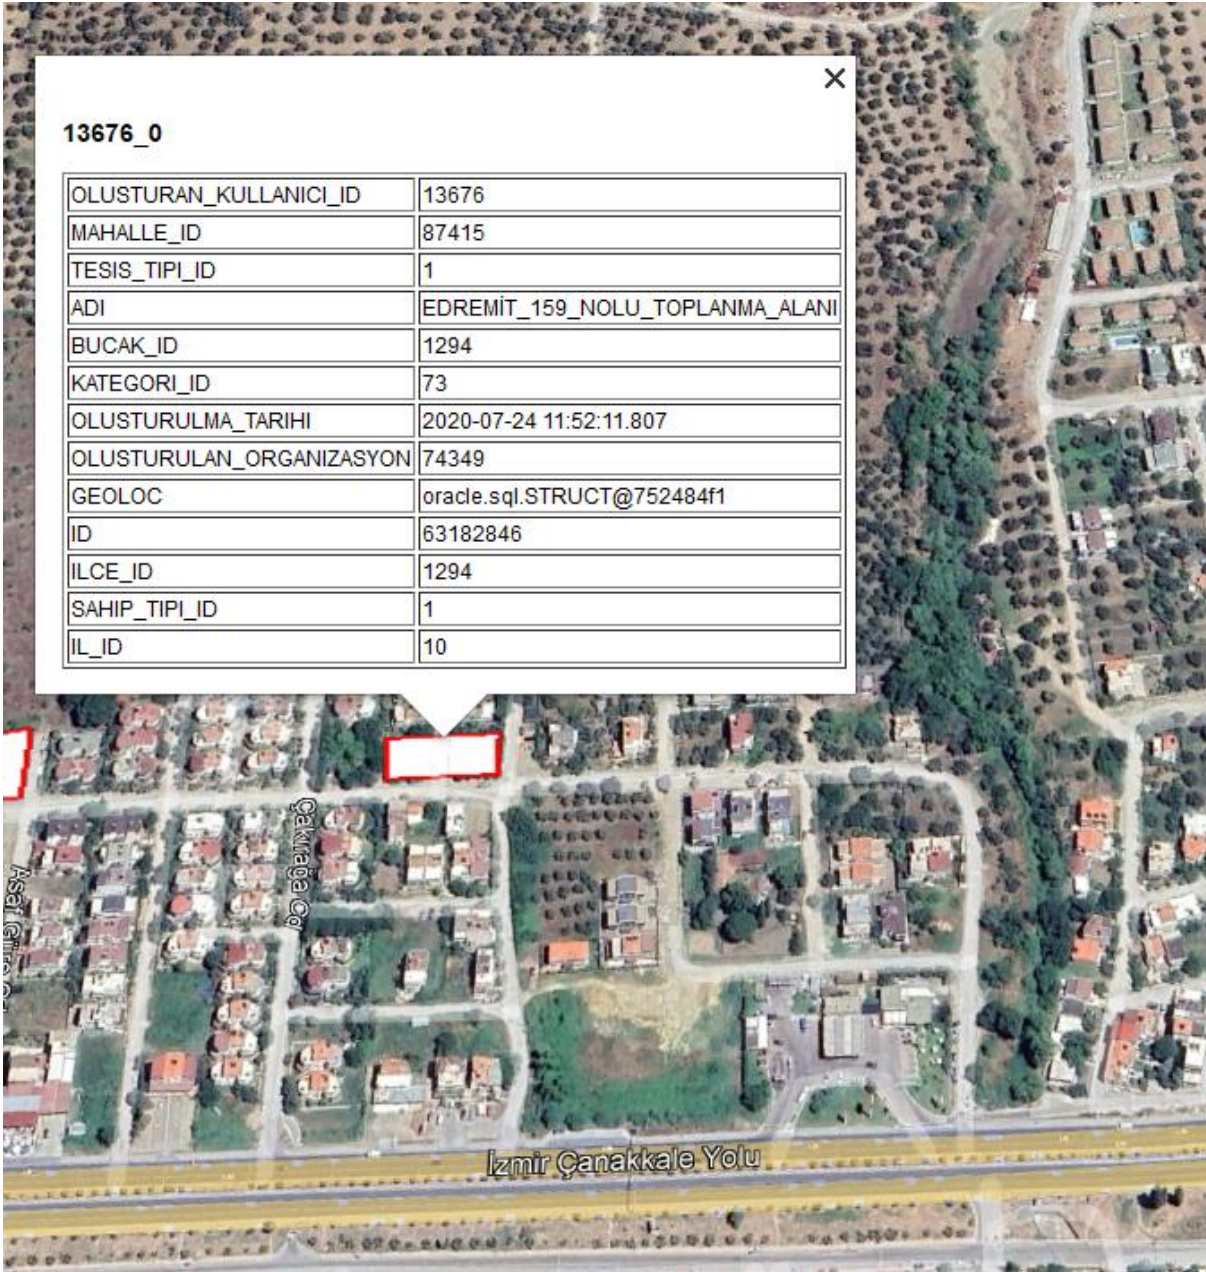 13676_0
OLUSTURAN_KULLANICI_ID 13676
MAHALLE_ID 87415
TESIS_TIPI_ID 1
ADI EDREMİT_159_NOLU_TOPLANMA_ALANI
BUCAK_ID 1294
KATEGORI_ID 73
OLUSTURULMA_TARIHI 2020-07-24 11:52:11.807
OLUSTURULAN_ORGANIZASYON 74349
GEOLOC oracle.sql.STRUCT@752484f1
ID 63182846
ILCE_ID 1294
SAHIP_TIPI_ID 1
IL_ID 10
Çakırağa Cd
İzmir Çanakkale Yolu